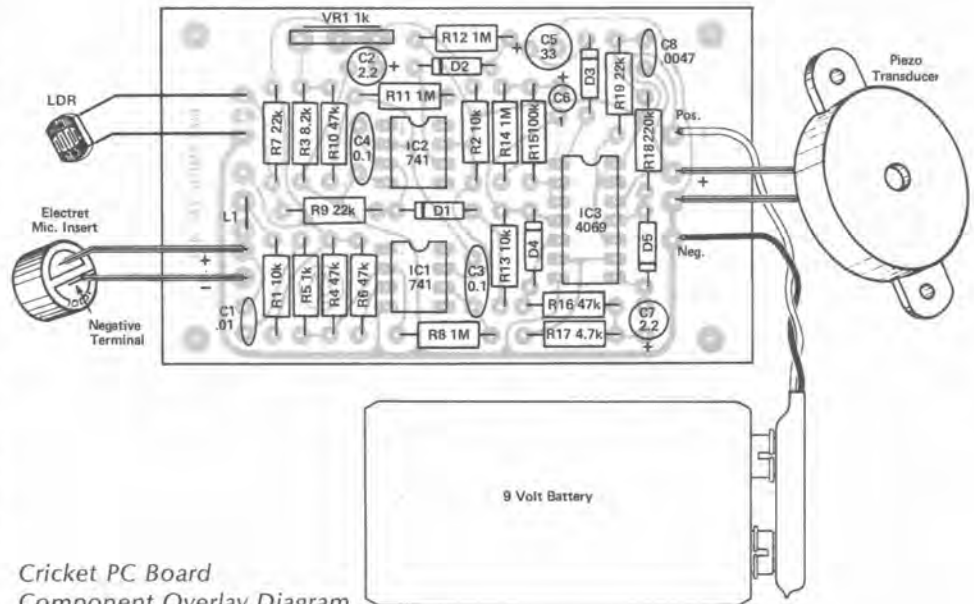 VR1 1k
R12 1M
C5
33
C8
.0047
C2
2.2
+
+
D2
D3
R19 22k
Piezo
Transducer
LDR
R11 1M
+
C6
Pos.
R7 22k
R3 8.2k
R10 47k
C4
0.1
IC2
741
R2 10k
R14 1M
R15 100k
R18 220k
+
R9 22k
D1
IC3
4069
L1
Electret
Mic. Insert
Neg.
R13 10k
D4
D5
+
-
R1 10k
R5 1k
R4 47k
R6 47k
IC1
741
C3
0.1
R16 47k
C1
.01
Negative
Terminal
R8 1M
R17 4.7k
C7
2.2
+
9 Volt Battery
Cricket PC Board
Component Overlay Diagram